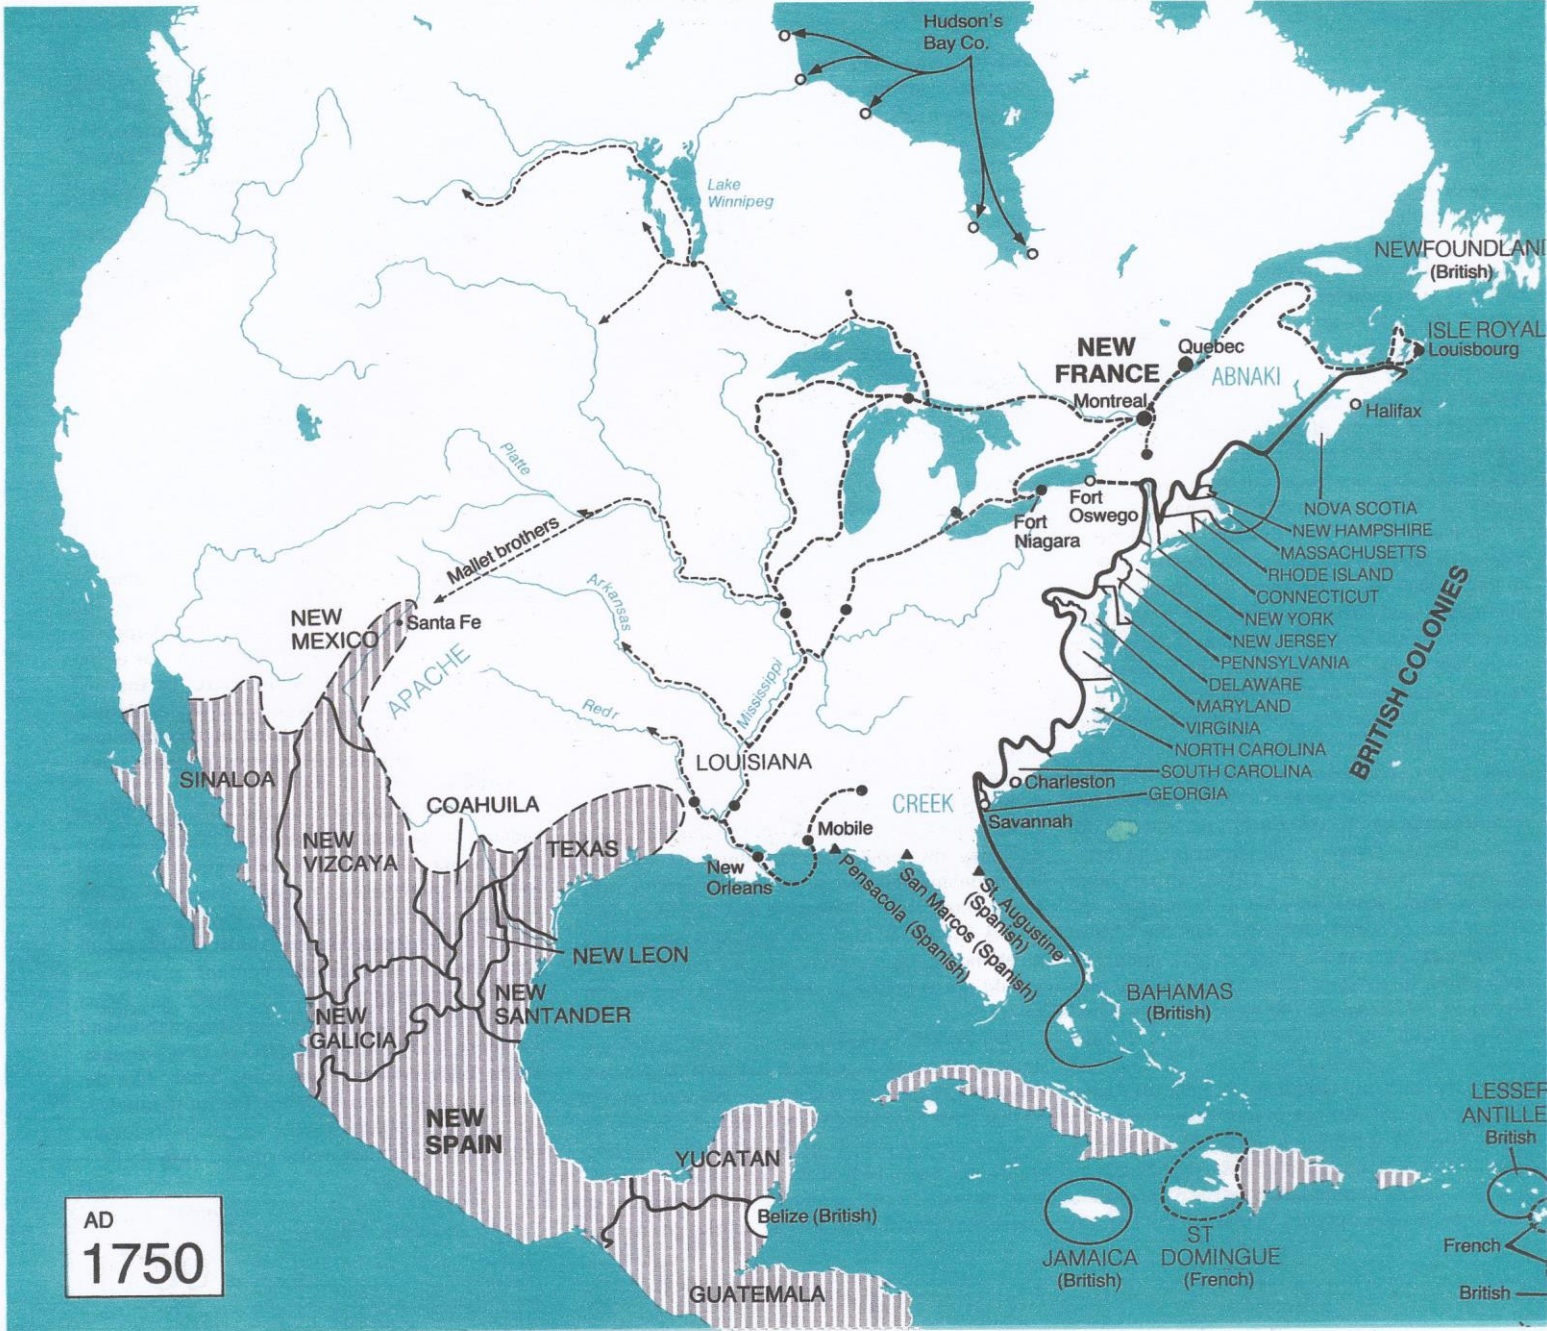 Hudson's
Bay Co.
Lake
Winnipeg
NEWFOUNDLAND
(British)
ISLE ROYAL
Louisbourg
NEW
FRANCE
Quebec
ABNAKI
Montreal
Halifax
Platte
Fort
Oswego
Fort
Niagara
NOVA SCOTIA
NEW HAMPSHIRE
MASSACHUSETTS
RHODE ISLAND
CONNECTICUT
NEW YORK
NEW JERSEY
PENNSYLVANIA
DELAWARE
MARYLAND
VIRGINIA
NORTH CAROLINA
SOUTH CAROLINA
GEORGIA
BRITISH COLONIES
Mallet brothers
Arkansas
NEW
MEXICO
Santa Fe
APACHE
Red r
Mississippi
LOUISIANA
SINALOA
COAHUILA
CREEK
Charleston
Savannah
NEW
VIZCAYA
TEXAS
Mobile
New
Orleans
Pensacola (Spanish)
San Marcos (Spanish)
St. Augustine
(Spanish)
NEW LEON
NEW
SANTANDER
NEW
GALICIA
BAHAMAS
(British)
NEW
SPAIN
YUCATAN
LESSER
ANTILLE
British
Belize (British)
JAMAICA
(British)
ST
DOMINGUE
(French)
French
British
GUATEMALA
AD
1750